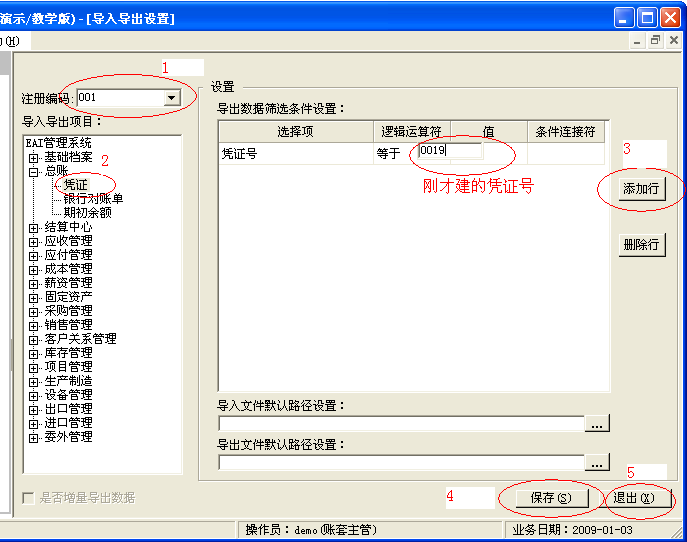 演示/教学版) - [导入导出设置]
(H)
1
注册编码: 001
导入导出项目：
EAI管理系统
基础档案
2
总账
凭证
银行对账单
期初余额
结算中心
应收管理
应付管理
成本管理
薪资管理
固定资产
采购管理
销售管理
客户关系管理
库存管理
项目管理
生产制造
设备管理
出口管理
进口管理
委外管理
是否增量导出数据
设置
导出数据筛选条件设置：
选择项 逻辑运算符 值 条件连接符
凭证号 等于 0019
刚才建的凭证号
3
添加行
删除行
导入文件默认路径设置：
...
导出文件默认路径设置：
...
4
保存(S)
5
退出(X)
操作员：demo(账套主管)
业务日期：2009-01-03